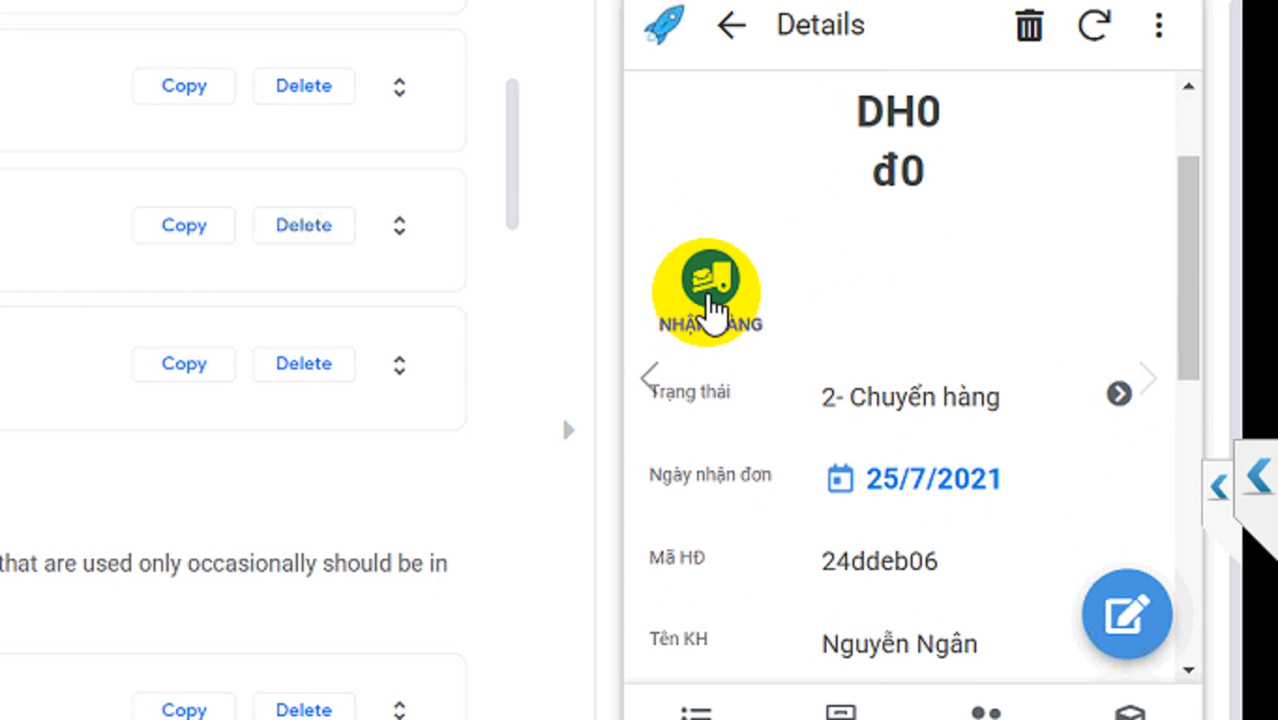 Copy Delete
Copy Delete
Copy Delete
that are used only occasionally should be in
Copy Delete
Details
DH0
đ0
Trạng thái 2- Chuyển hàng
Ngày nhận đơn 25/7/2021
Mã HĐ 24ddeb06
Tên KH Nguyễn Ngân